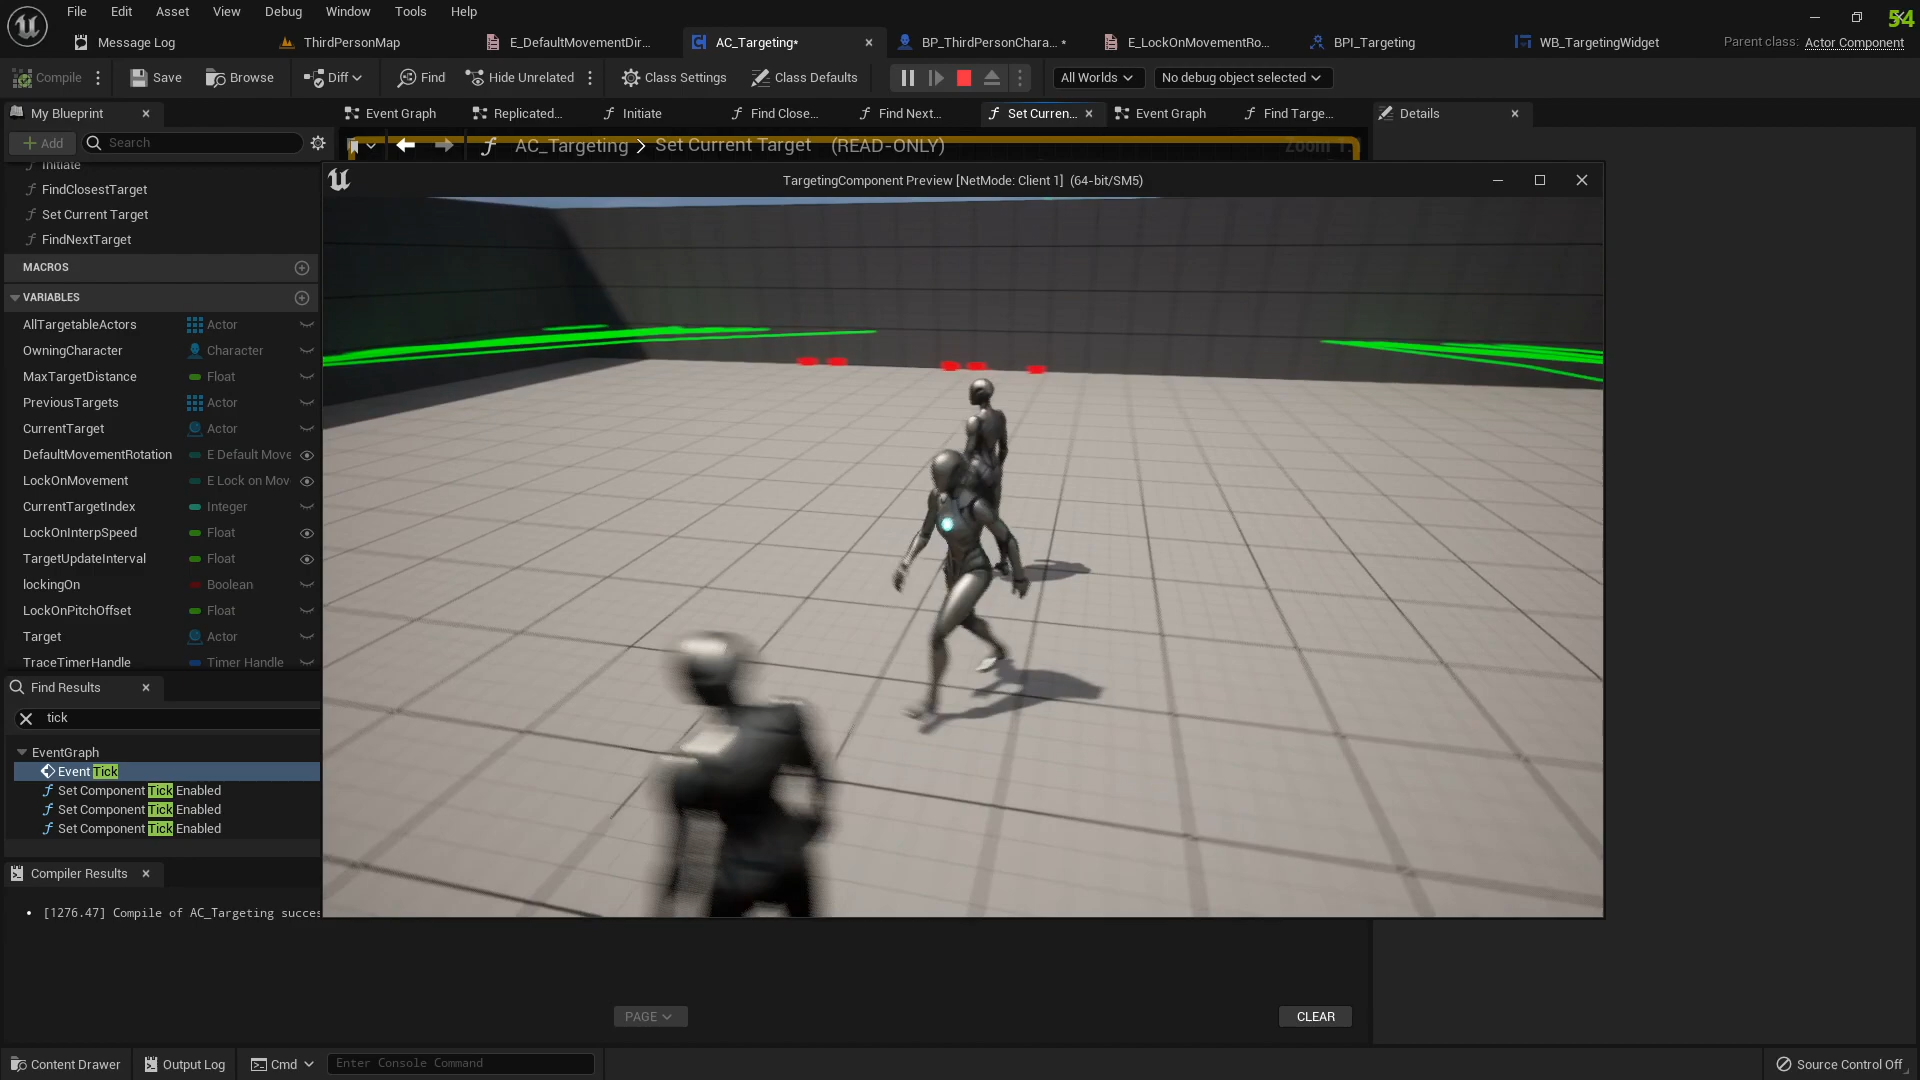 File Edit Asset View Debug Window Tools Help
54
Message Log ThirdPersonMap E_DefaultMovementDir... AC_Targeting* BP_ThirdPersonChara... * E_LockOnMovementRo... BPI_Targeting WB_TargetingWidget Parent class: Actor Component
Compile Save Browse Diff Find Hide Unrelated Class Settings Class Defaults All Worlds No debug object selected
My Blueprint Event Graph Replicated... Initiate Find Close... Find Next... Set Curren... Event Graph Find Targe... Details
Add Search AC_Targeting > Set Current Target (READ-ONLY) Zoom 1:
Initiate
TargetingComponent Preview [NetMode: Client 1] (64-bit/SM5)
FindClosestTarget
Set Current Target
FindNextTarget
MACROS
VARIABLES
AllTargetableActors Actor
OwningCharacter Character
MaxTargetDistance Float
PreviousTargets Actor
CurrentTarget Actor
DefaultMovementRotation E Default Move
LockOnMovement E Lock on Mov
CurrentTargetIndex Integer
LockOnInterpSpeed Float
TargetUpdateInterval Float
lockingOn Boolean
LockOnPitchOffset Float
Target Actor
TraceTimerHandle Timer Handle
Find Results
tick
EventGraph
Event Tick
Set Component Tick Enabled
Set Component Tick Enabled
Set Component Tick Enabled
Compiler Results
• [1276.47] Compile of AC_Targeting succes
PAGE CLEAR
Content Drawer Output Log Cmd Enter Console Command Source Control Off